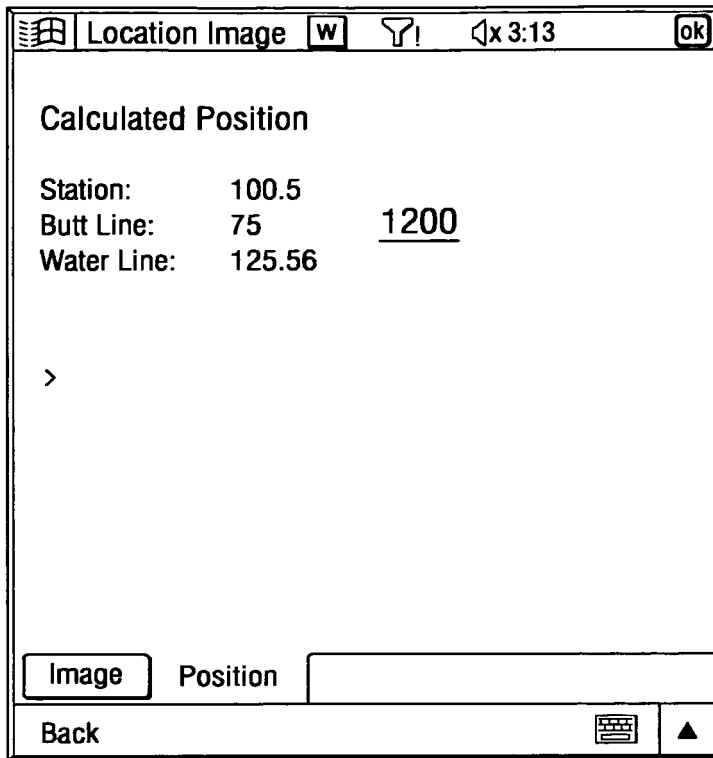 Location Image W ! x 3:13 ok
Calculated Position
Station: 100.5
Butt Line: 75 1200
Water Line: 125.56
>
Image Position
Back